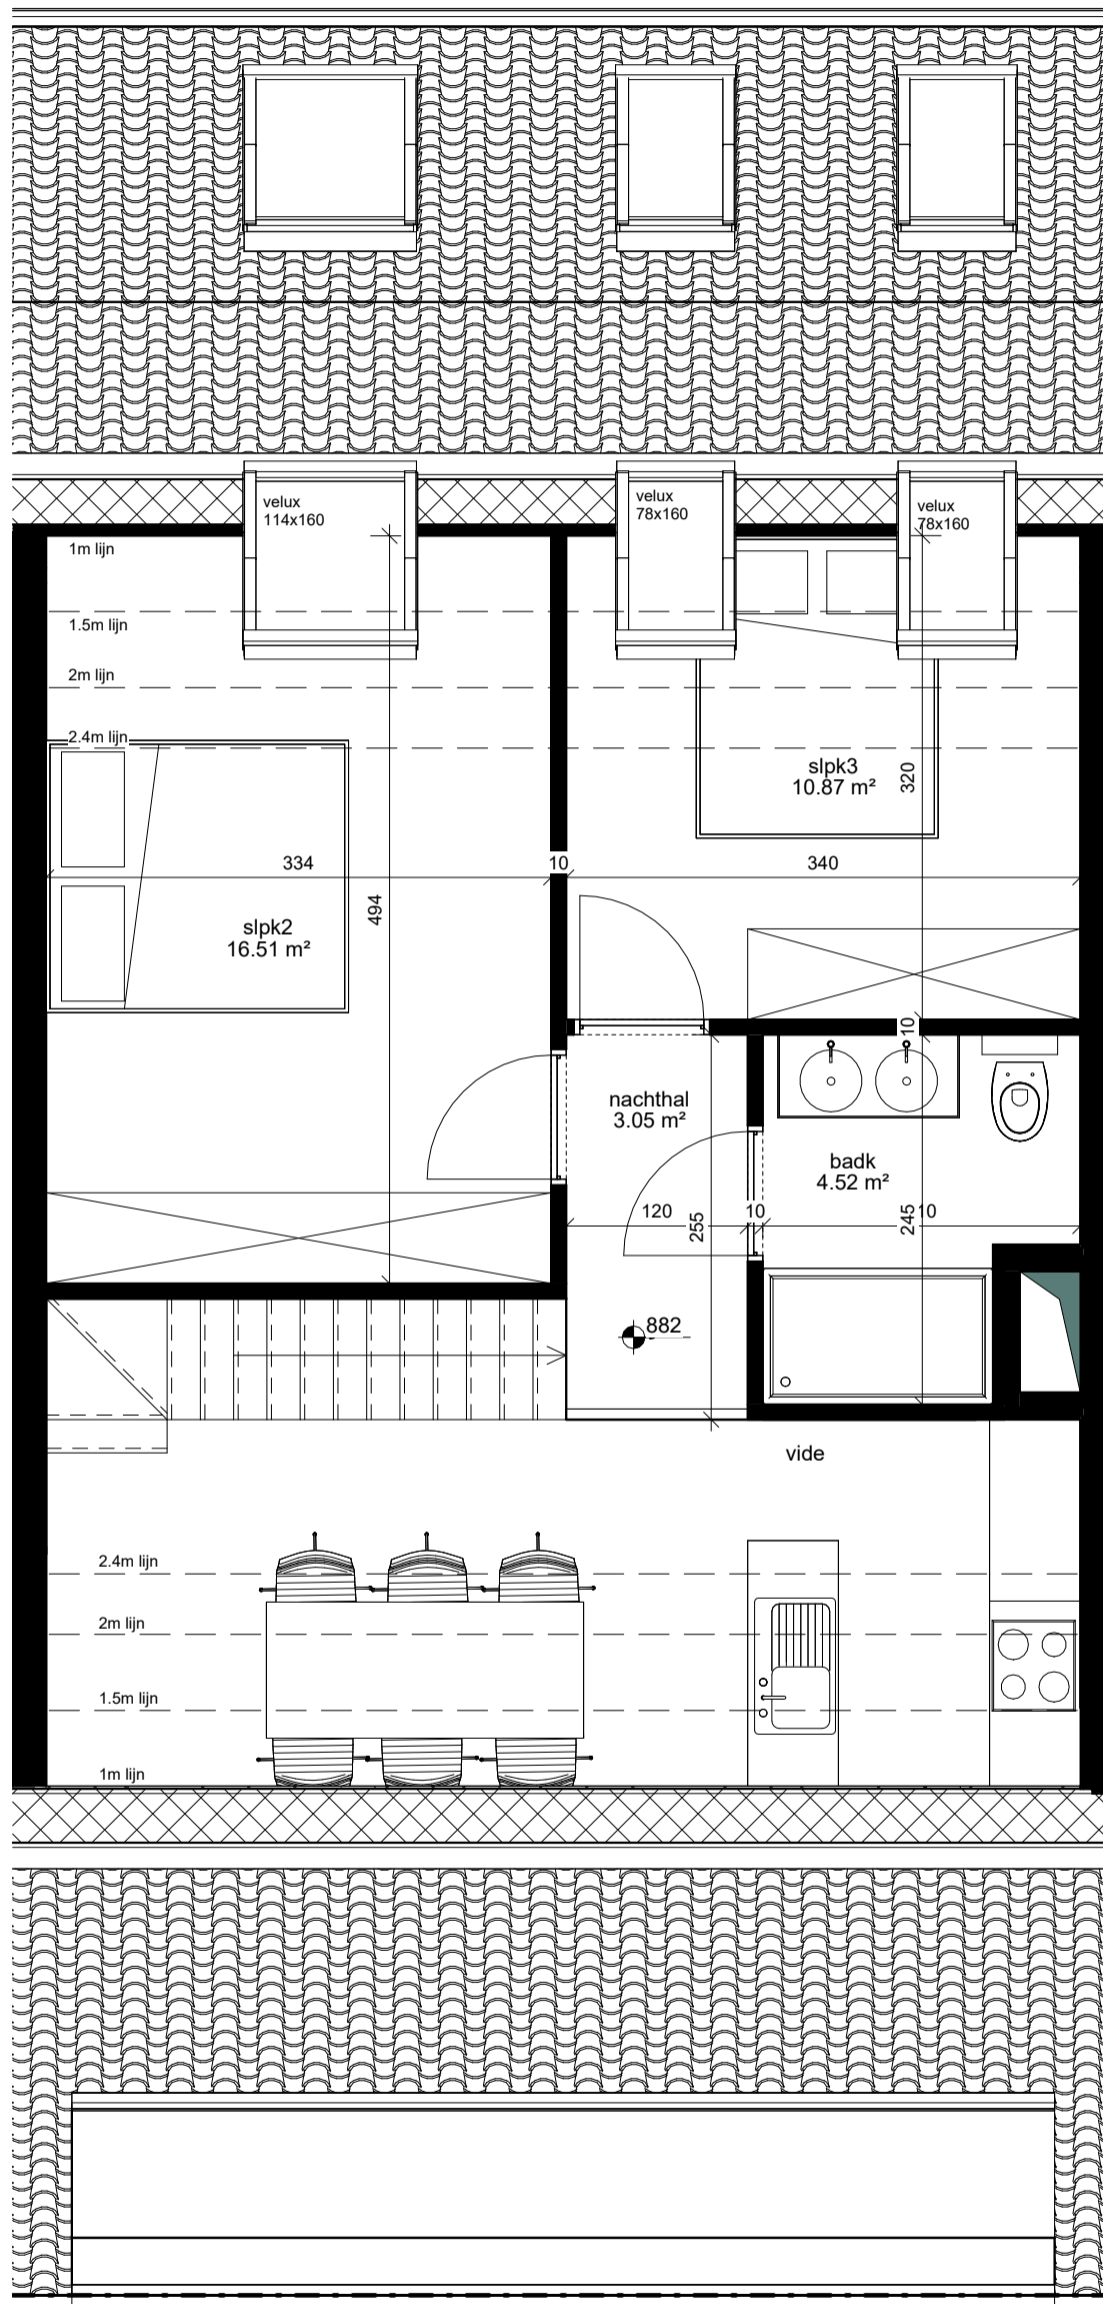 velux
114x160
velux
78x160
velux
78x160
1m lijn
1.5m lijn
2m lijn
2.4m lijn
slpk3
10.87 m²
320
334
10
340
494
slpk2
16.51 m²
10
nachthal
3.05 m²
badk
4.52 m²
120
255
10
245
10
882
vide
2.4m lijn
2m lijn
1.5m lijn
1m lijn